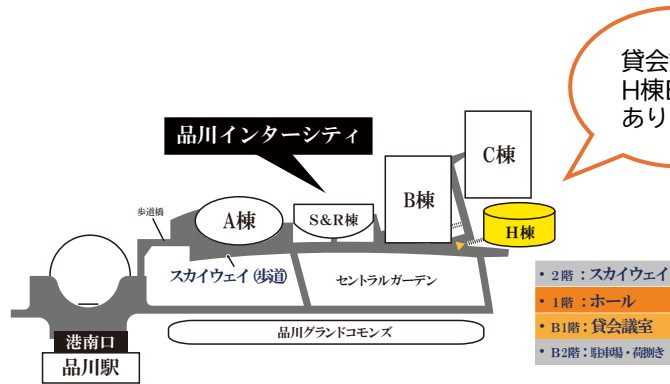 貸会
H棟
あり
品川インターシティ
C棟
B棟
歩道橋
A棟
S&R棟
H棟
スカイウェイ(歩道)
セントラルガーデン
• 2階：スカイウェイ
• 1階：ホール
• B1階：貸会議室
• B2階：駐車場・荷捌き
品川グランドコモンズ
港南口
品川駅